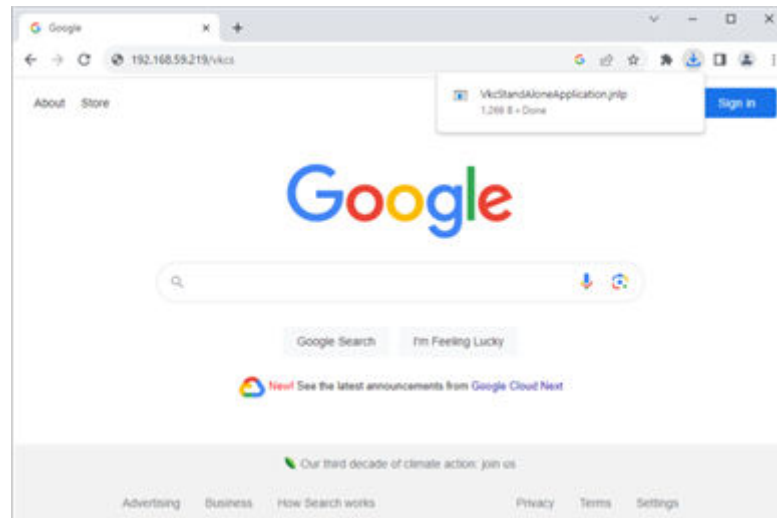 Google
192.168.59.219/vkcs
About Store
VkcStandAloneApplication.jnlp
1,266 B • Done
Sign in
Google
Google Search I'm Feeling Lucky
New! See the latest announcements from Google Cloud Next
Our third decade of climate action: join us
Advertising Business How Search works Privacy Terms Settings